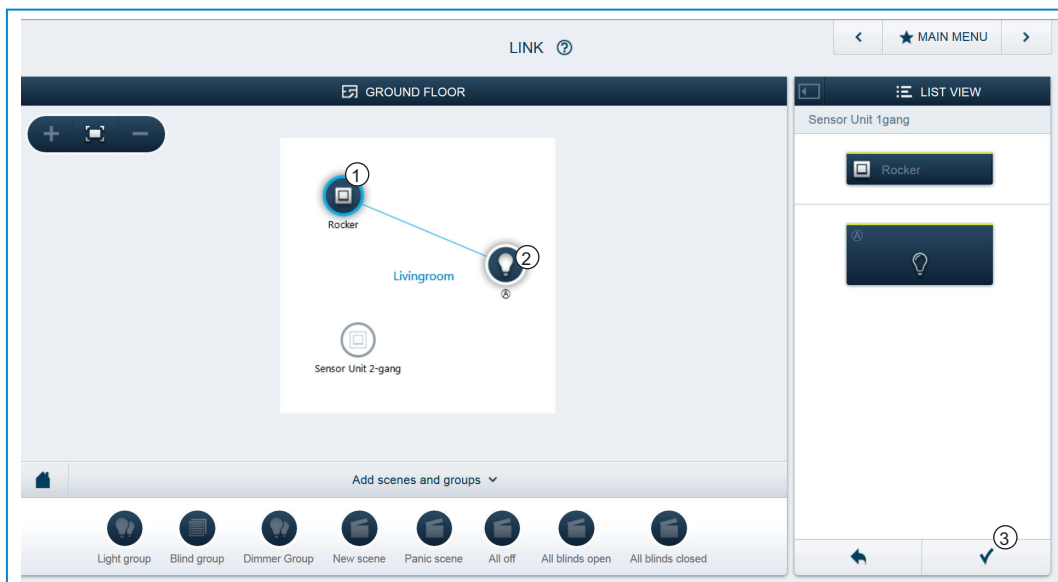 LINK ?
MAIN MENU
GROUND FLOOR
LIST VIEW
Sensor Unit 1gang
1
Rocker
Rocker
2
Livingroom
Ⓐ
Ⓐ
Sensor Unit 2-gang
Add scenes and groups
Light group Blind group Dimmer Group New scene Panic scene All off All blinds open All blinds closed
3